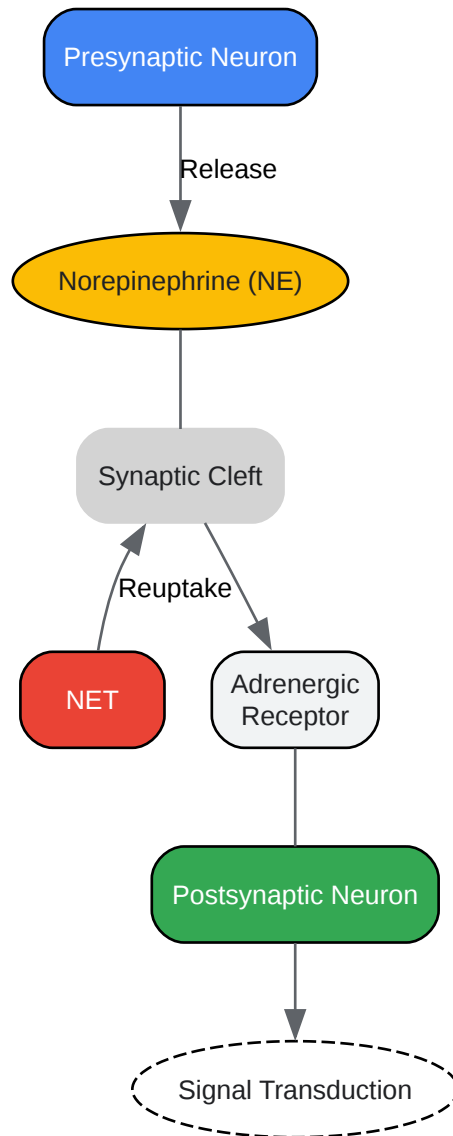 Presynaptic Neuron
Release
Norepinephrine (NE)
Synaptic Cleft
Reuptake
NET
Adrenergic
Receptor
Postsynaptic Neuron
Signal Transduction